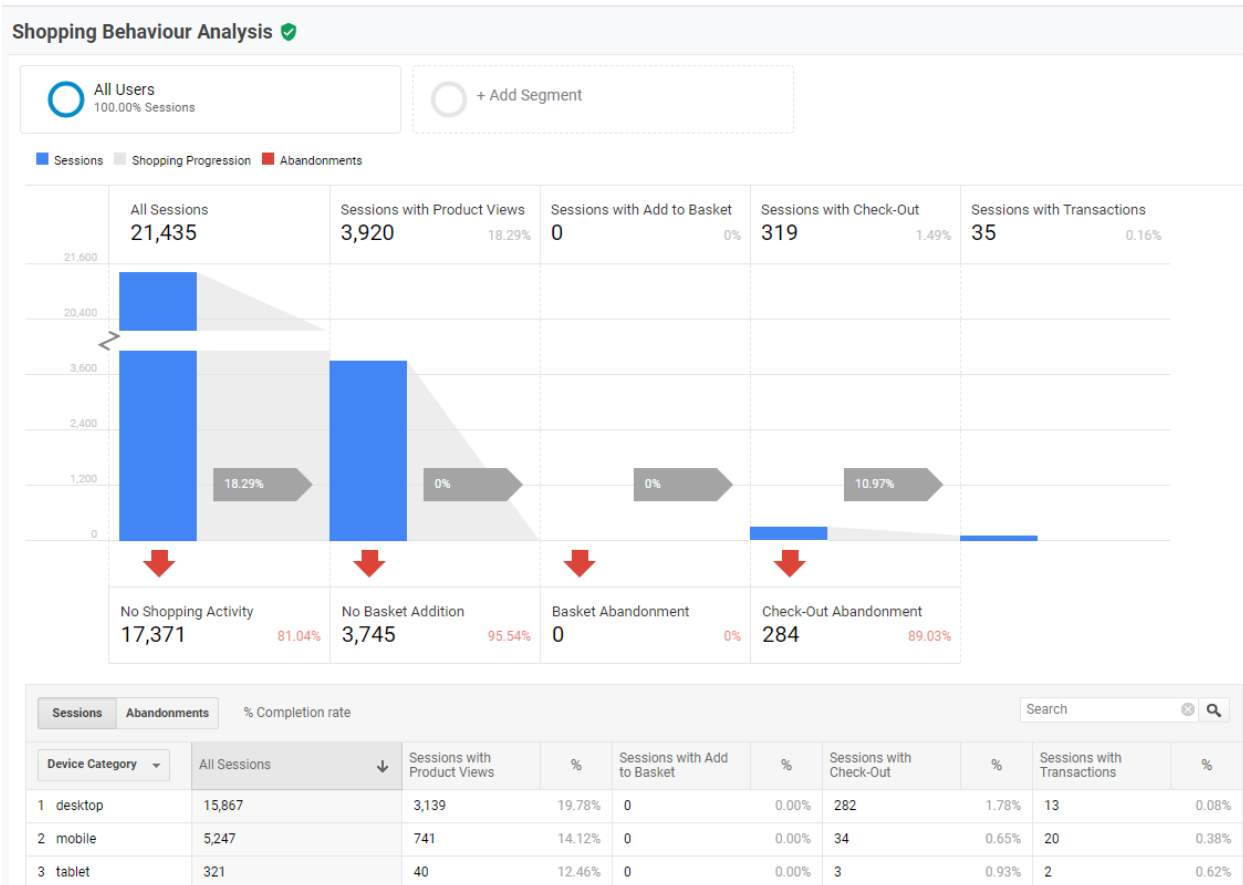 Shopping Behaviour Analysis
All Users
100.00% Sessions
+ Add Segment
Sessions Shopping Progression Abandonments
All Sessions Sessions with Product Views Sessions with Add to Basket Sessions with Check-Out Sessions with Transactions
21,435 3,920 18.29% 0 0% 319 1.49% 35 0.16%
21,600
20,400
3,600
2,400
1,200 18.29% 0% 0% 10.97%
0
No Shopping Activity No Basket Addition Basket Abandonment Check-Out Abandonment
17,371 81.04% 3,745 95.54% 0 0% 284 89.03%
Sessions Abandonments % Completion rate Search
Device Category All Sessions Sessions with Product Views % Sessions with Add to Basket % Sessions with Check-Out % Sessions with Transactions %
1 desktop 15,867 3,139 19.78% 0 0.00% 282 1.78% 13 0.08%
2 mobile 5,247 741 14.12% 0 0.00% 34 0.65% 20 0.38%
3 tablet 321 40 12.46% 0 0.00% 3 0.93% 2 0.62%